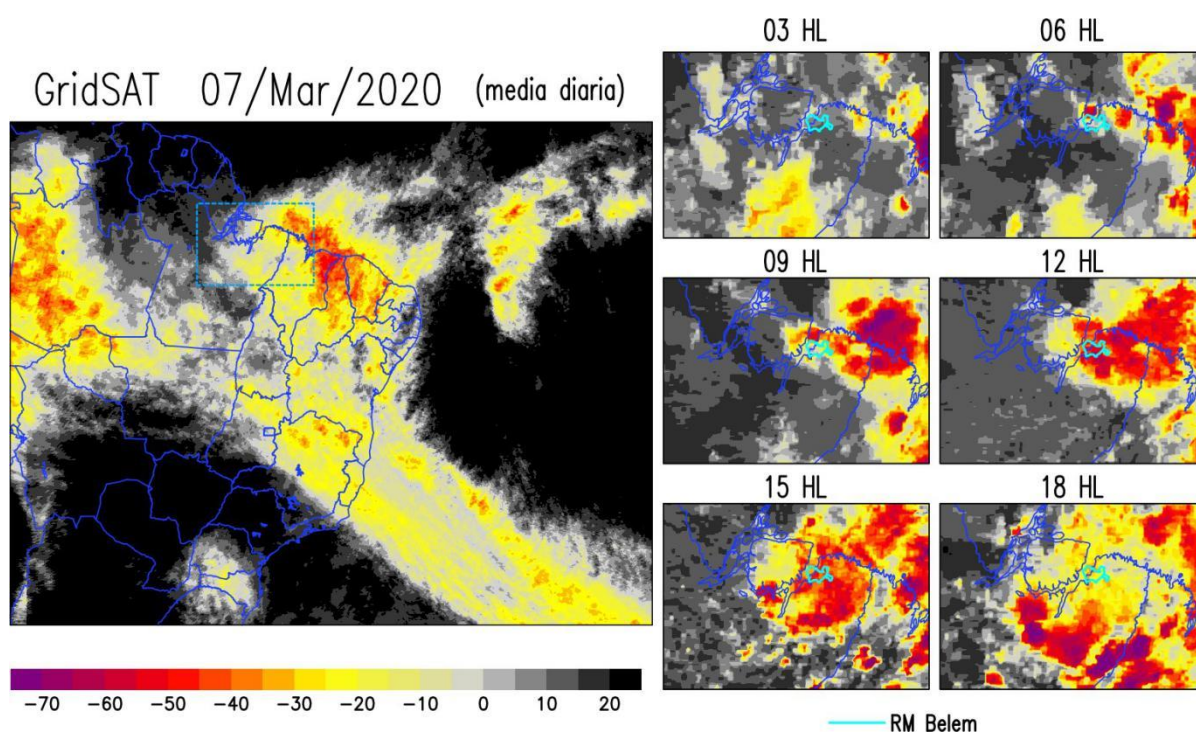 GridSAT 07/Mar/2020 (media diaria)
03 HL 06 HL
09 HL 12 HL
15 HL 18 HL
-70 -60 -50 -40 -30 -20 -10 0 10 20
RM Belem